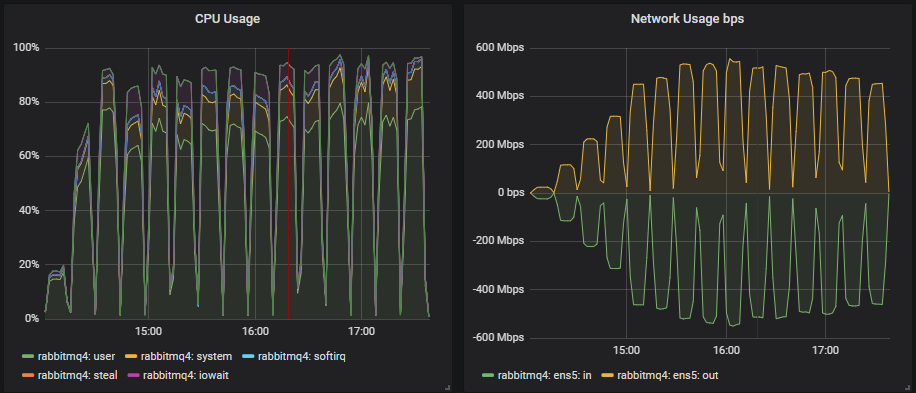 CPU Usage
100%
80%
60%
40%
20%
0%
15:00
16:00
17:00
rabbitmq4: user
rabbitmq4: system
rabbitmq4: softirq
rabbitmq4: steal
rabbitmq4: iowait
Network Usage bps
600 Mbps
400 Mbps
200 Mbps
0 bps
-200 Mbps
-400 Mbps
-600 Mbps
15:00
16:00
17:00
rabbitmq4: ens5: in
rabbitmq4: ens5: out